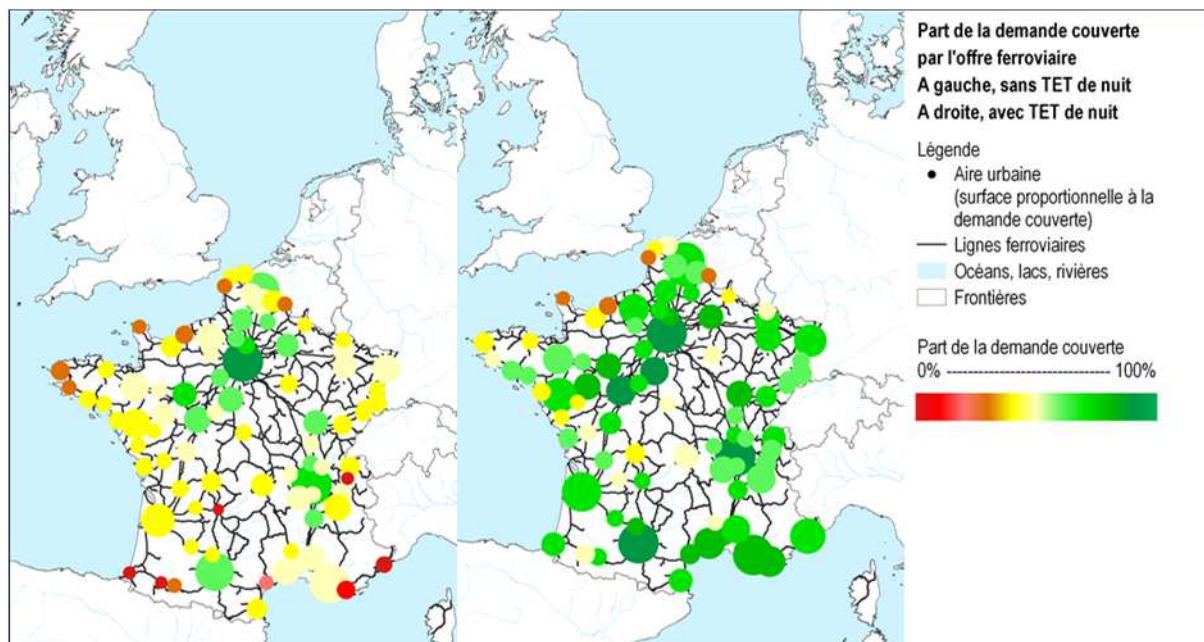 Part de la demande couverte
par l'offre ferroviaire
A gauche, sans TET de nuit
A droite, avec TET de nuit
Légende
Aire urbaine
(surface proportionnelle à la
demande couverte)
Lignes ferroviaires
Océans, lacs, rivières
Frontières
Part de la demande couverte
0% --------------------------------- 100%